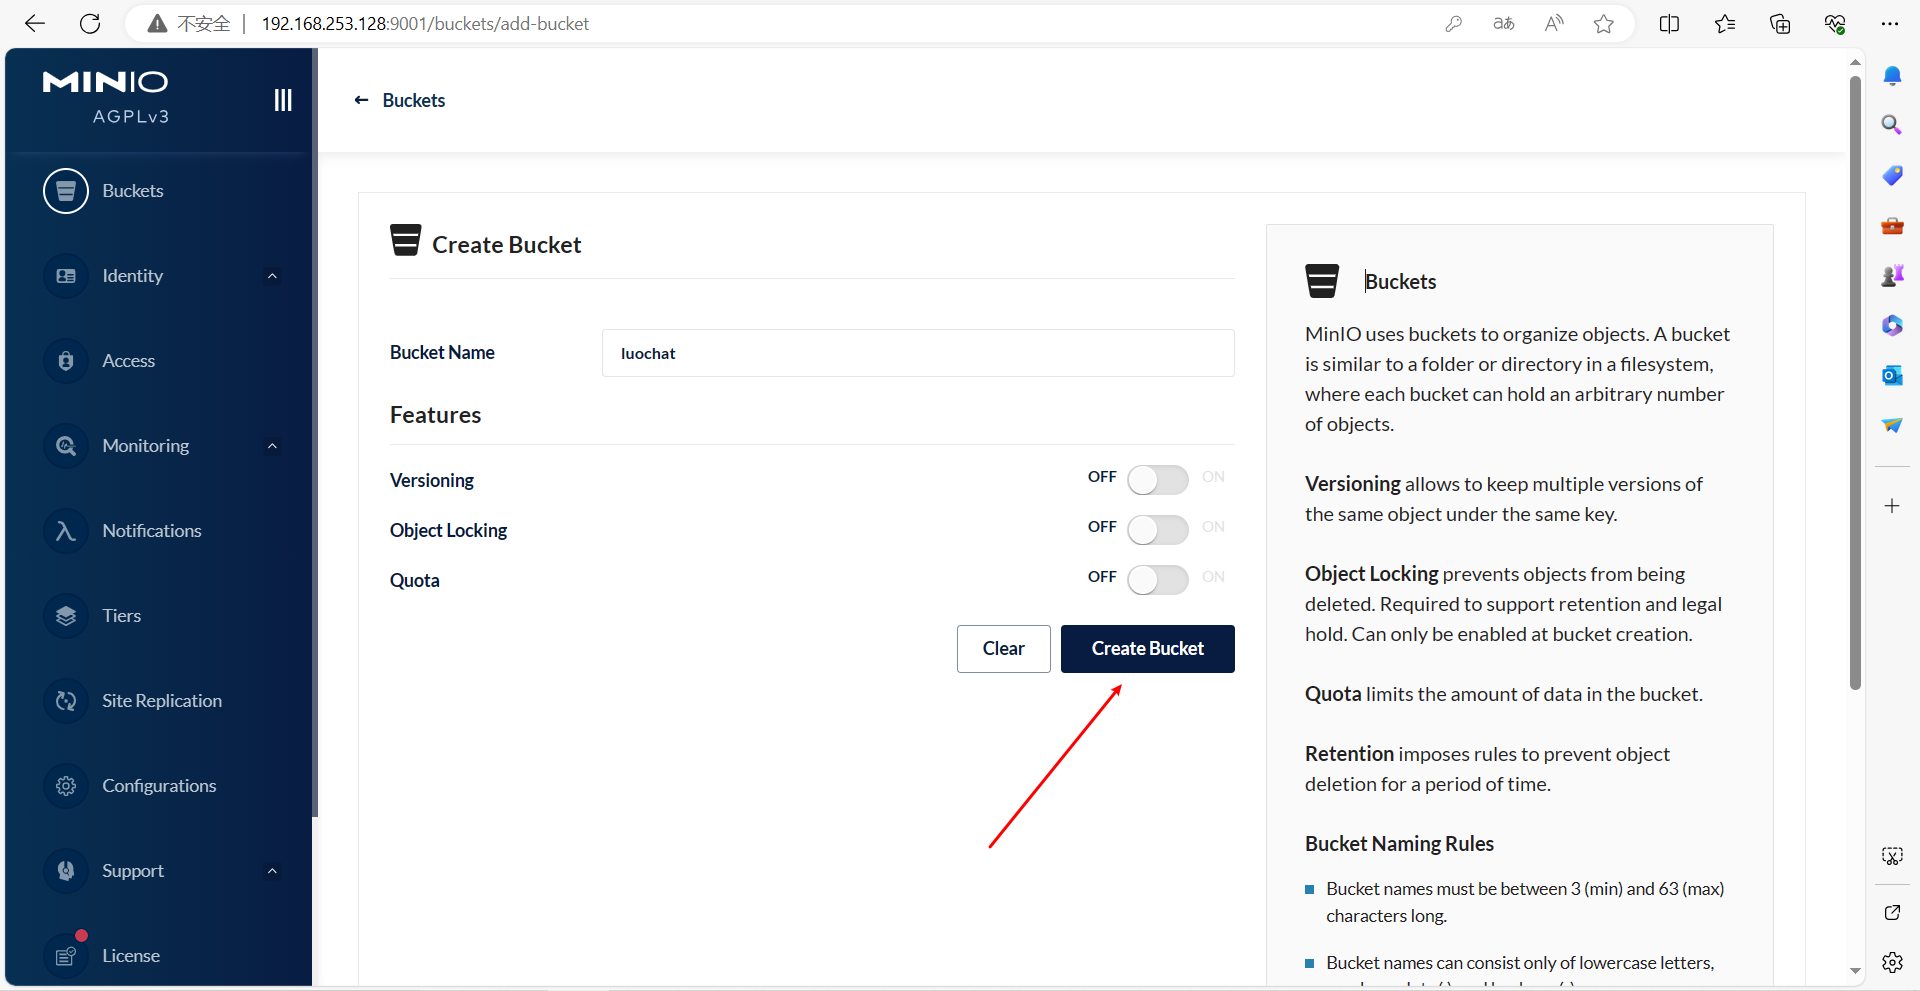 不安全
192.168.253.128:9001/buckets/add-bucket
MINIO
AGPLv3
Buckets
Identity
Access
Monitoring
Notifications
Tiers
Site Replication
Configurations
Support
License
Buckets
Create Bucket
Bucket Name
luochat
Features
Versioning
OFF ON
Object Locking
OFF ON
Quota
OFF ON
Clear
Create Bucket
Buckets
MinIO uses buckets to organize objects. A bucket
is similar to a folder or directory in a filesystem,
where each bucket can hold an arbitrary number
of objects.
Versioning allows to keep multiple versions of
the same object under the same key.
Object Locking prevents objects from being
deleted. Required to support retention and legal
hold. Can only be enabled at bucket creation.
Quota limits the amount of data in the bucket.
Retention imposes rules to prevent object
deletion for a period of time.
Bucket Naming Rules
Bucket names must be between 3 (min) and 63 (max)
characters long.
Bucket names can consist only of lowercase letters,